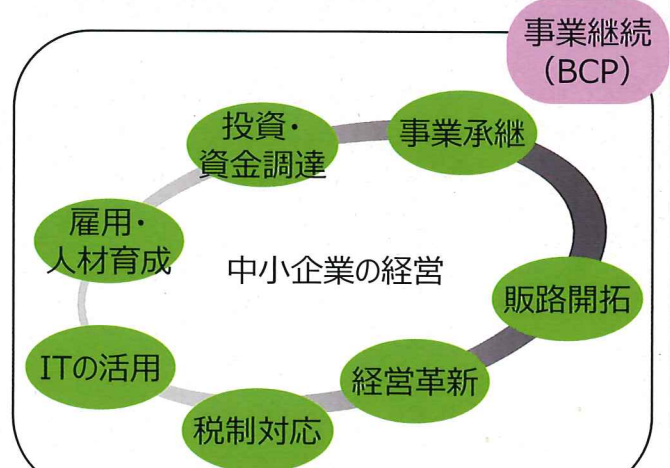 事業継続
（BCP）
投資・
資金調達
事業承継
雇用・
人材育成
中小企業の経営
販路開拓
ITの活用
経営革新
税制対応